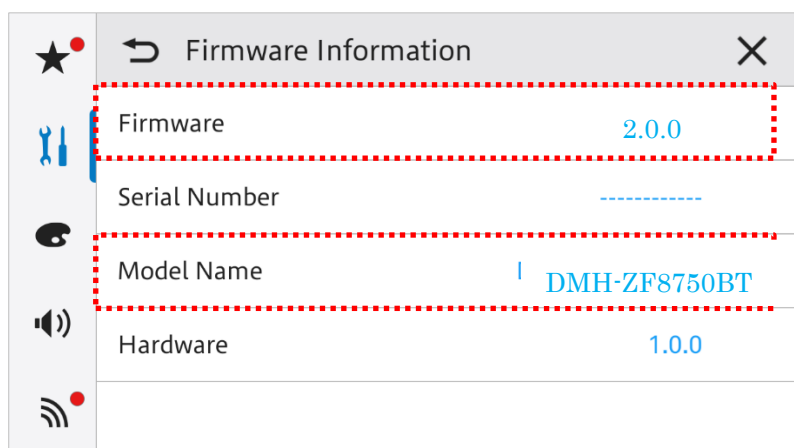 Firmware Information
Firmware 2.0.0
Serial Number ------------
Model Name DMH-ZF8750BT
Hardware 1.0.0